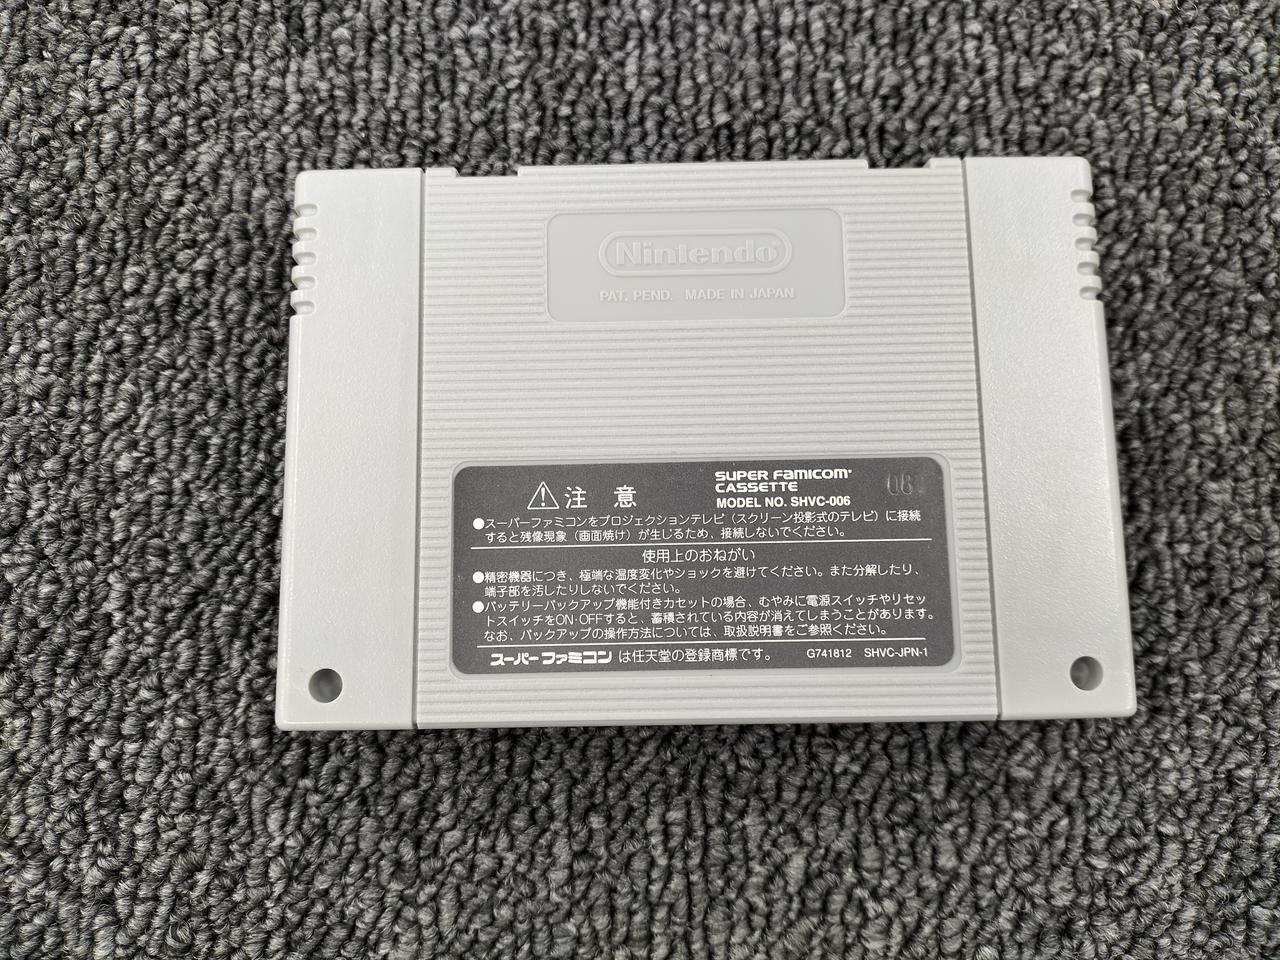 Nintendo®
PAT. PEND. MADE IN JAPAN
注 意
SUPER FAMICOM®
CASSETTE
MODEL NO. SHVC-006
08
●スーパーファミコンをプロジェクションテレビ(スクリーン投影式のテレビ)に接続
すると残像現象(画面焼け)が生じるため、接続しないでください。
使用上のおねがい
●精密機器につき、極端な温度変化やショックを避けてください。また分解したり、
端子部を汚したりしないでください。
●バッテリーバックアップ機能付きカセットの場合、むやみに電源スイッチやリセッ
トスイッチをON・OFFすると、蓄積されている内容が消えてしまうことがあります。
なお、バックアップの操作方法については、取扱説明書をご参照ください。
スーパーファミコン は任天堂の登録商標です。 G741812 SHVC-JPN-1